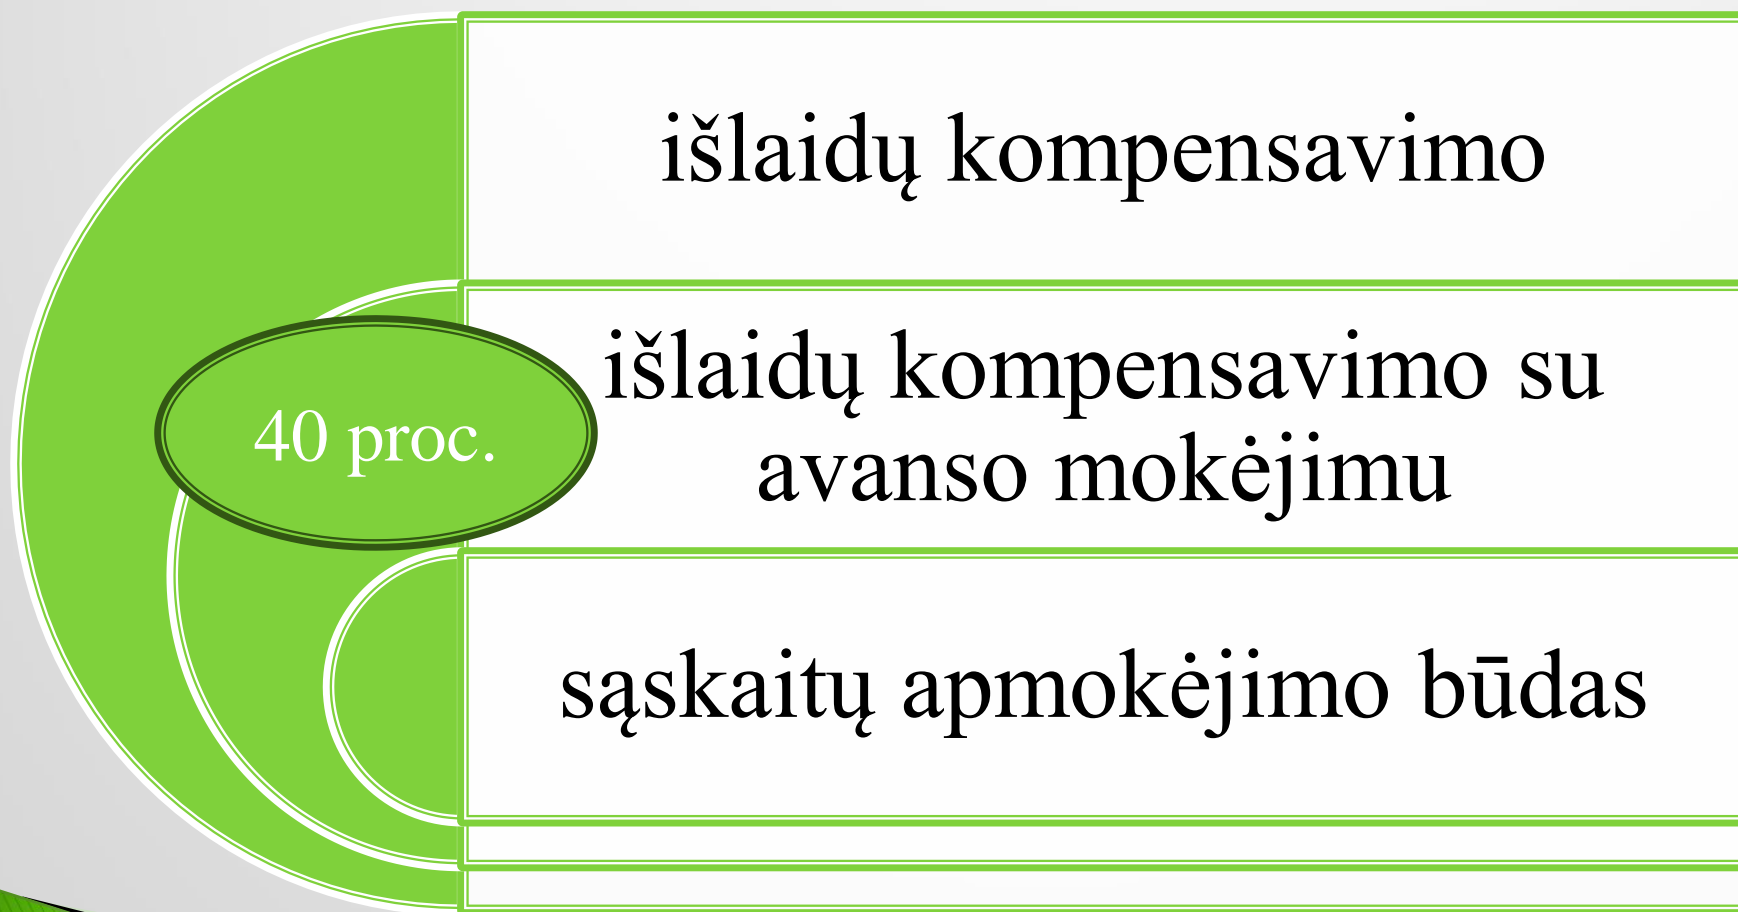 išlaidų kompensavimo
40 proc.
išlaidų kompensavimo su
avanso mokėjimu
sąskaitų apmokėjimo būdas